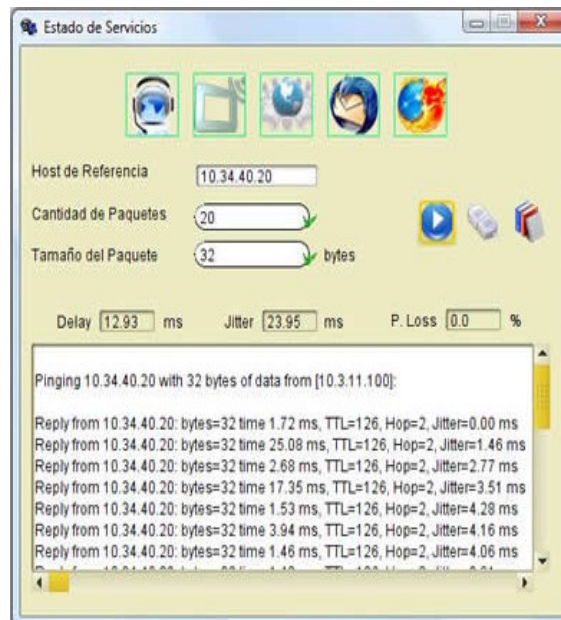 Estado de Servicios
Host de Referencia 10.34.40.20
Cantidad de Paquetes 20
Tamaño del Paquete 32 bytes
Delay 12.93 ms Jitter 23.95 ms P. Loss 0.0 %
Pinging 10.34.40.20 with 32 bytes of data from [10.3.11.100]:
Reply from 10.34.40.20: bytes=32 time 1.72 ms, TTL=126, Hop=2, Jitter=0.00 ms
Reply from 10.34.40.20: bytes=32 time 25.08 ms, TTL=126, Hop=2, Jitter=1.46 ms
Reply from 10.34.40.20: bytes=32 time 2.68 ms, TTL=126, Hop=2, Jitter=2.77 ms
Reply from 10.34.40.20: bytes=32 time 17.35 ms, TTL=126, Hop=2, Jitter=3.51 ms
Reply from 10.34.40.20: bytes=32 time 1.53 ms, TTL=126, Hop=2, Jitter=4.28 ms
Reply from 10.34.40.20: bytes=32 time 3.94 ms, TTL=126, Hop=2, Jitter=4.16 ms
Reply from 10.34.40.20: bytes=32 time 1.46 ms, TTL=126, Hop=2, Jitter=4.06 ms